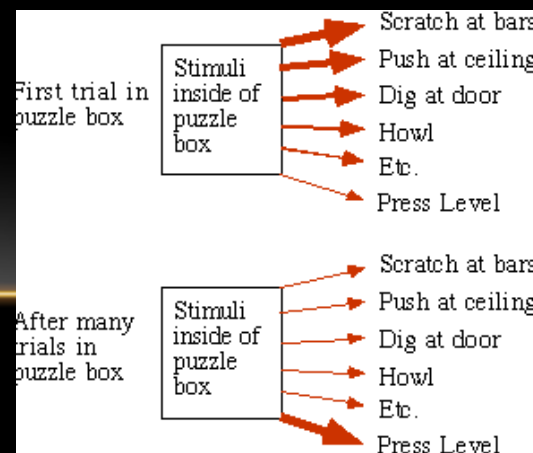 Scratch at bars
Push at ceiling
First trial in
puzzle box
Stimuli
inside of
puzzle
box
Dig at door
Howl
Etc.
Press Level
Scratch at bars
Push at ceiling
After many
trials in
puzzle box
Stimuli
inside of
puzzle
box
Dig at door
Howl
Etc.
Press Level